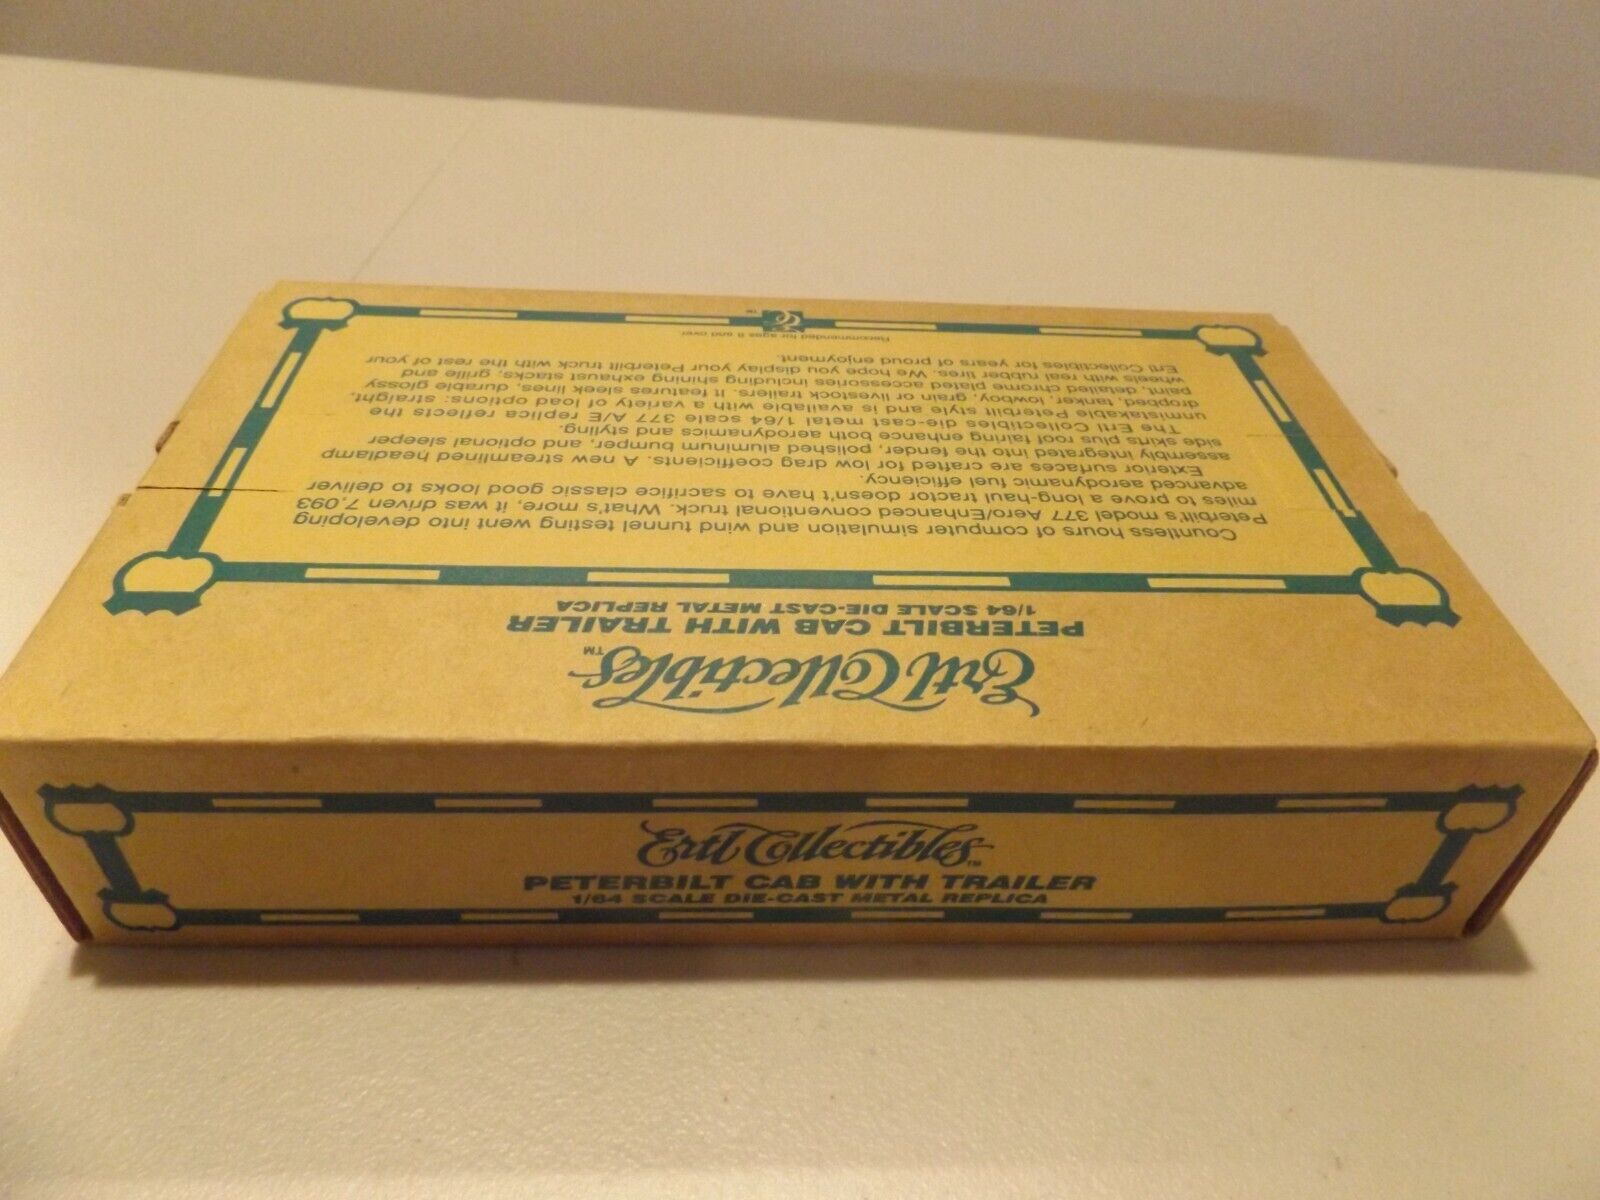 Ertl Collectibles™
PETERBILT CAB WITH TRAILER
1/64 SCALE DIE-CAST METAL REPLICA
Countless hours of computer simulation and wind tunnel testing went into developing
Peterbilt's model 377 Aero/Enhanced conventional truck. What's more, it was driven 7,093
miles to prove a long-haul tractor doesn't have to sacrifice classic good looks to deliver
advanced aerodynamic fuel efficiency.
Exterior surfaces are crafted for low drag coefficients. A new streamlined headlamp
assembly integrated into the fender, polished aluminum bumper, and optional sleeper
side skirts plus roof fairing enhance both aerodynamics and styling.
The Ertl Collectibles die-cast metal 1/64 scale 377 A/E replica reflects the
unmistakable Peterbilt style and is available with a variety of load options: straight,
dropped, tanker, lowboy, grain or livestock trailers. It features sleek lines, durable glossy
paint, detailed chrome plated accessories including shining exhaust stacks, grille and
wheels with real rubber tires. We hope you display your Peterbilt truck with the rest of your
Ertl Collectibles for years of proud enjoyment.
Recommended for ages 8 and over.
™
Ertl Collectibles™
PETERBILT CAB WITH TRAILER
1/64 SCALE DIE-CAST METAL REPLICA